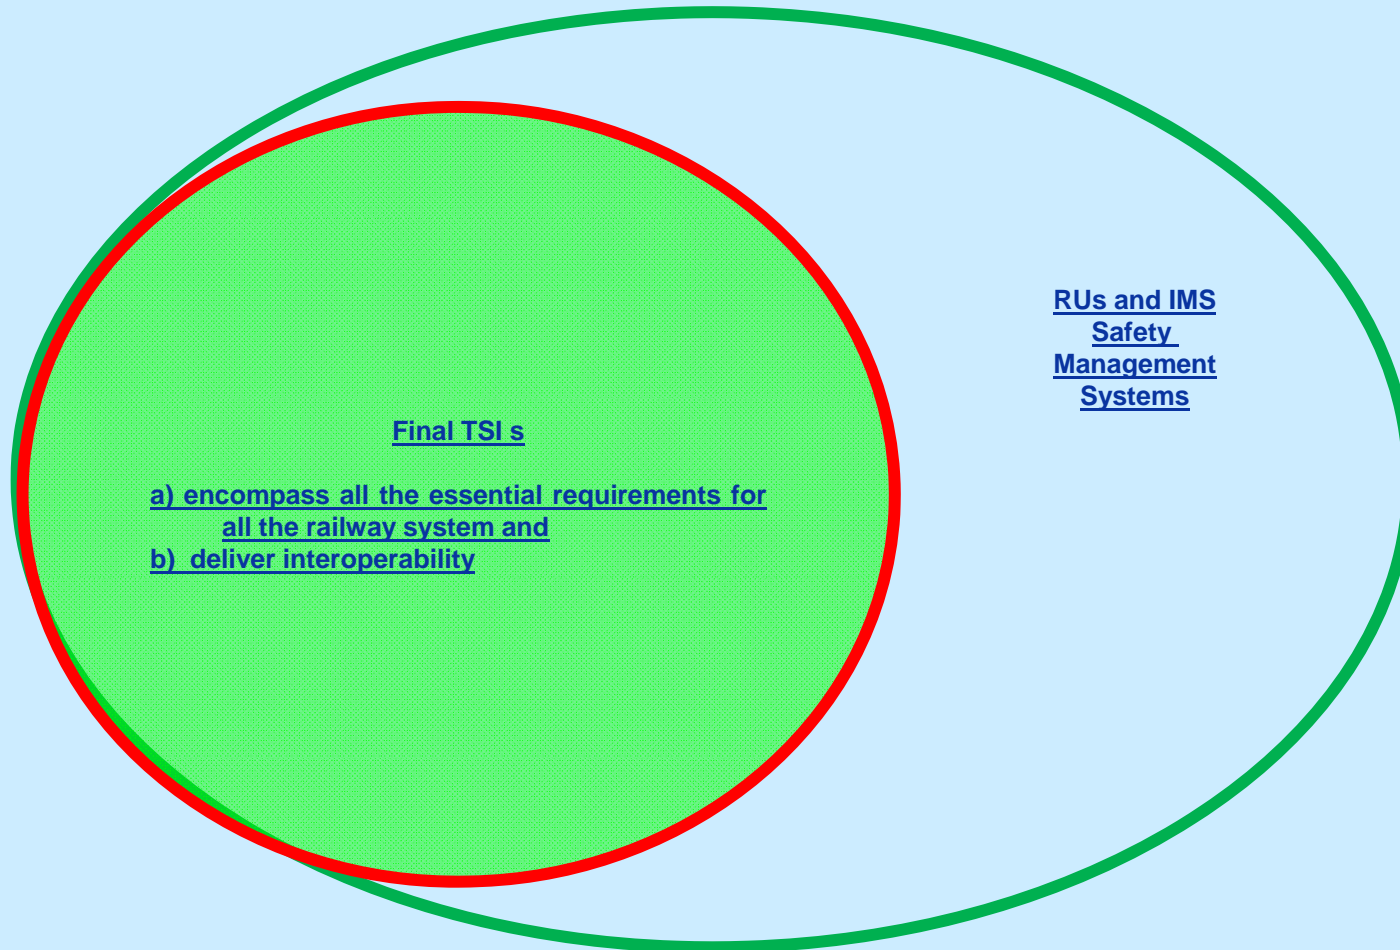 Final TSI s
a) encompass all the essential requirements for
all the railway system and
b) deliver interoperability
RUs and IMS
Safety
Management
Systems